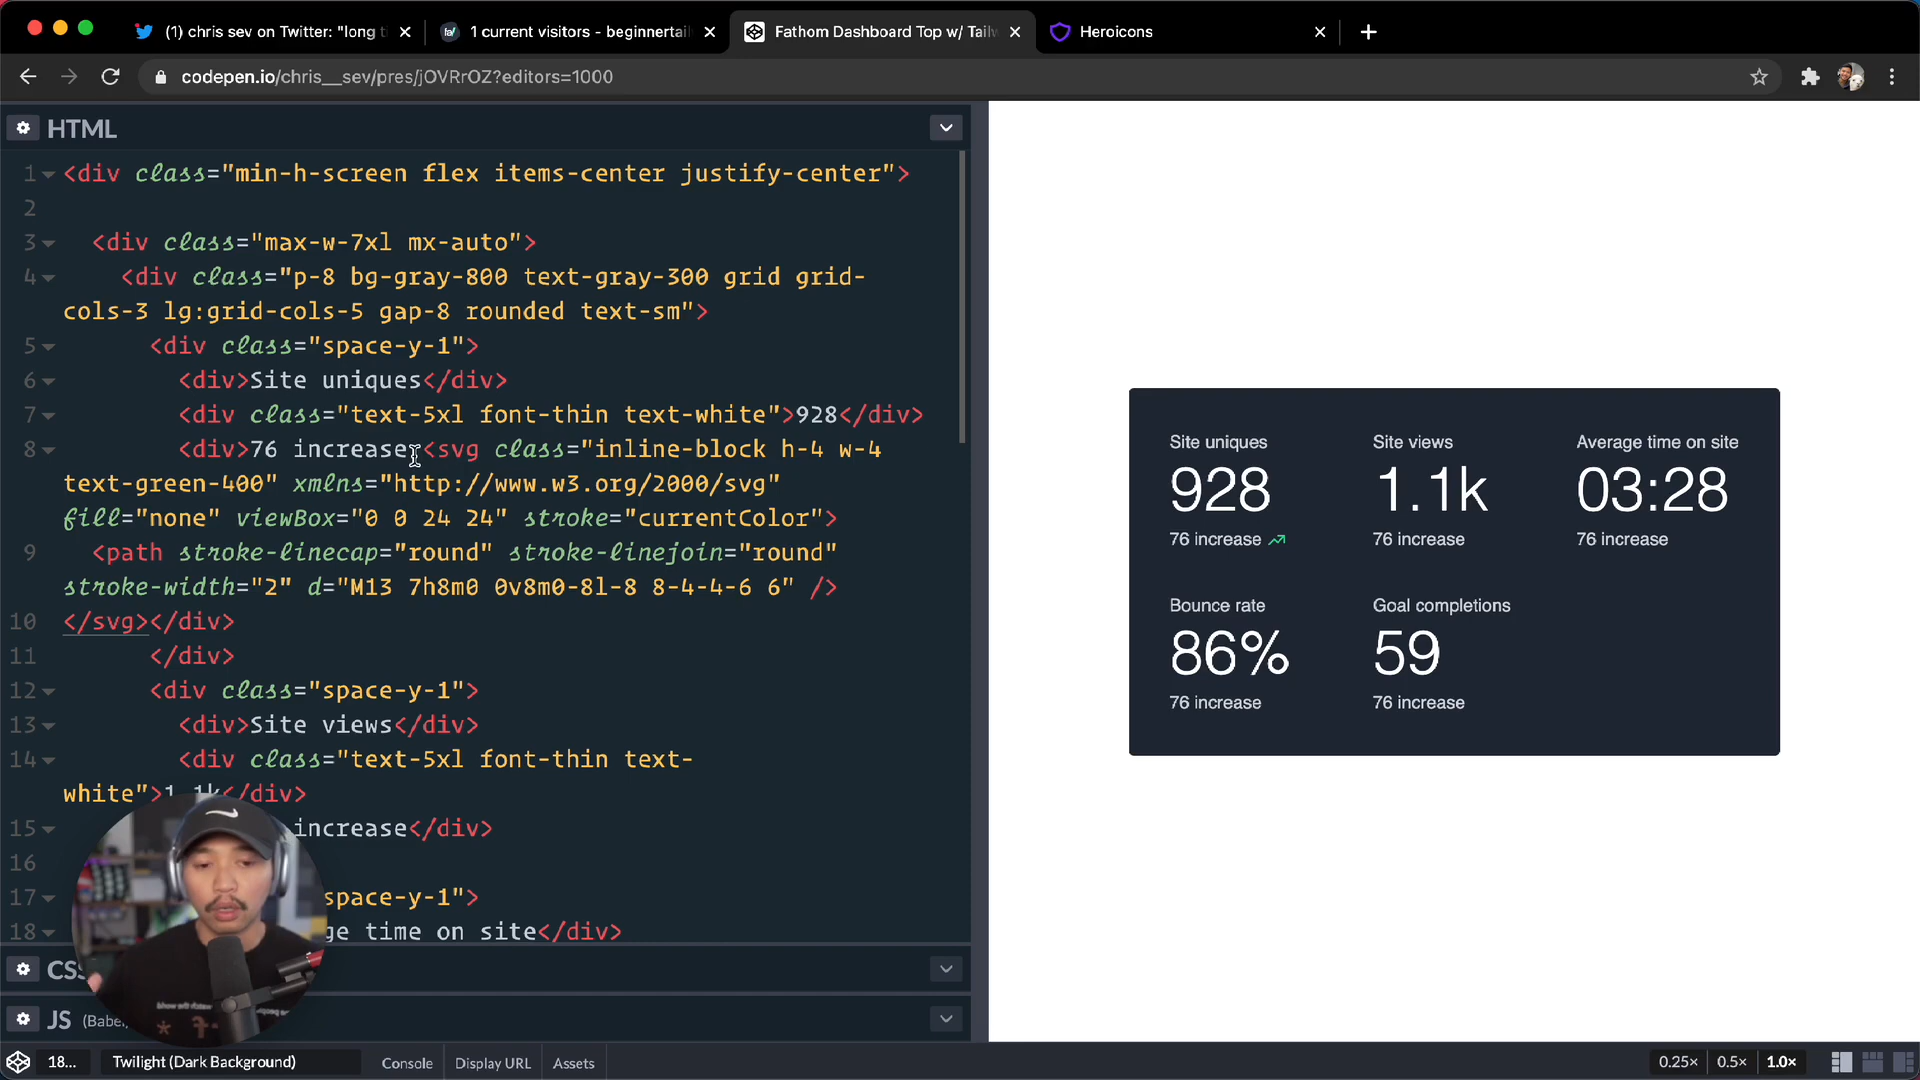 (1) chris sev on Twitter: "long t
1 current visitors - beginnertail
Fathom Dashboard Top w/ Tailw
Heroicons
codepen.io/chris__sev/pres/jOVRrOZ?editors=1000
HTML
1 <div class="min-h-screen flex items-center justify-center">
2
3 <div class="max-w-7xl mx-auto">
4 <div class="p-8 bg-gray-800 text-gray-300 grid grid-
cols-3 lg:grid-cols-5 gap-8 rounded text-sm">
5 <div class="space-y-1">
6 <div>Site uniques</div>
7 <div class="text-5xl font-thin text-white">928</div>
8 <div>76 increase <svg class="inline-block h-4 w-4
text-green-400" xmlns="http://www.w3.org/2000/svg"
fill="none" viewBox="0 0 24 24" stroke="currentColor">
9 <path stroke-linecap="round" stroke-linejoin="round"
stroke-width="2" d="M13 7h8m0 0v8m0-8l-8 8-4-4-6 6" />
10 </svg></div>
11 </div>
12 <div class="space-y-1">
13 <div>Site views</div>
14 <div class="text-5xl font-thin text-
white">1.1k</div>
15 increase</div>
16
17 space-y-1">
18 ge time on site</div>
CSS
JS (Babel
18...
Twilight (Dark Background)
Console
Display URL
Assets
0.25×
0.5×
1.0×
Site uniques
928
76 increase
Site views
1.1k
76 increase
Average time on site
03:28
76 increase
Bounce rate
86%
76 increase
Goal completions
59
76 increase